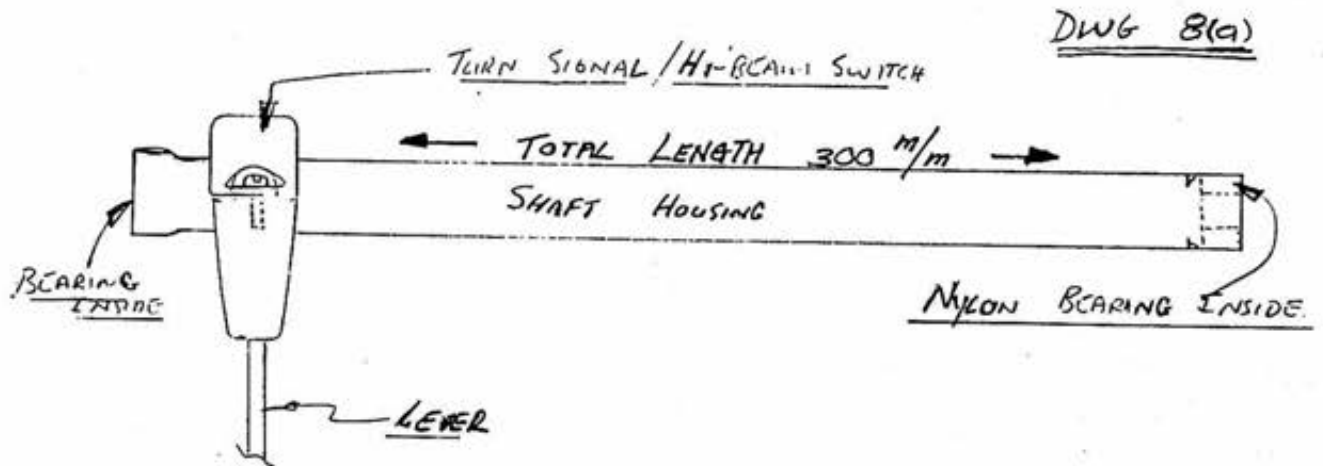 DWG 8(a)
TURN SIGNAL / HI-BEAM SWITCH
TOTAL LENGTH 300 m/m
SHAFT HOUSING
BEARING
INSIDE
NYLON BEARING INSIDE.
LEVER